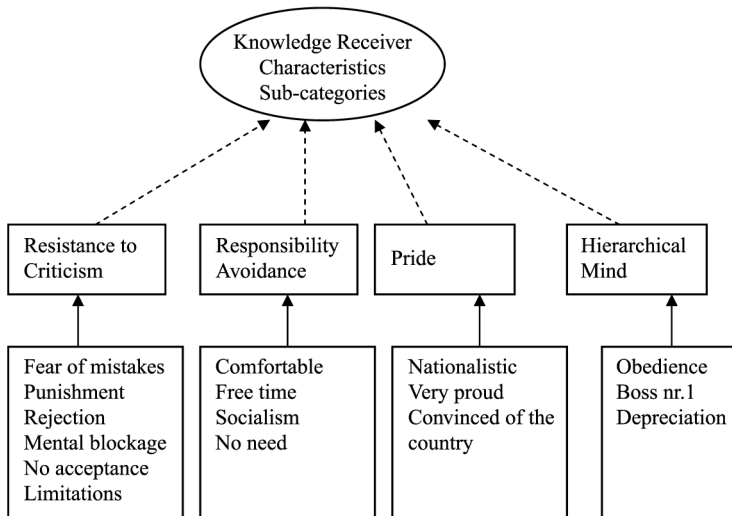 Knowledge Receiver
Characteristics
Sub-categories
Resistance to
Criticism
Responsibility
Avoidance
Pride
Hierarchical
Mind
Fear of mistakes
Punishment
Rejection
Mental blockage
No acceptance
Limitations
Comfortable
Free time
Socialism
No need
Nationalistic
Very proud
Convinced of the
country
Obedience
Boss nr.1
Depreciation